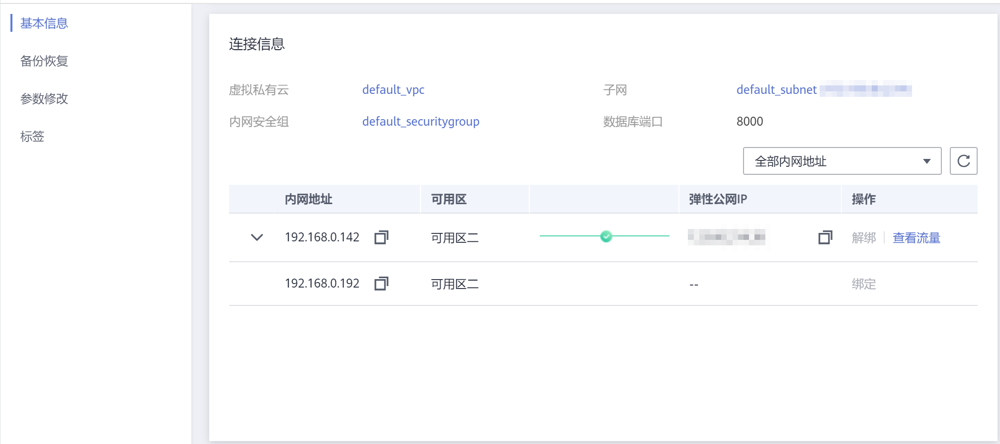 基本信息
备份恢复
参数修改
标签
连接信息
虚拟私有云 default_vpc 子网 default_subnet
内网安全组 default_securitygroup 数据库端口 8000
全部内网地址
内网地址 可用区 弹性公网IP 操作
192.168.0.142 可用区二 解绑 查看流量
192.168.0.192 可用区二 -- 绑定